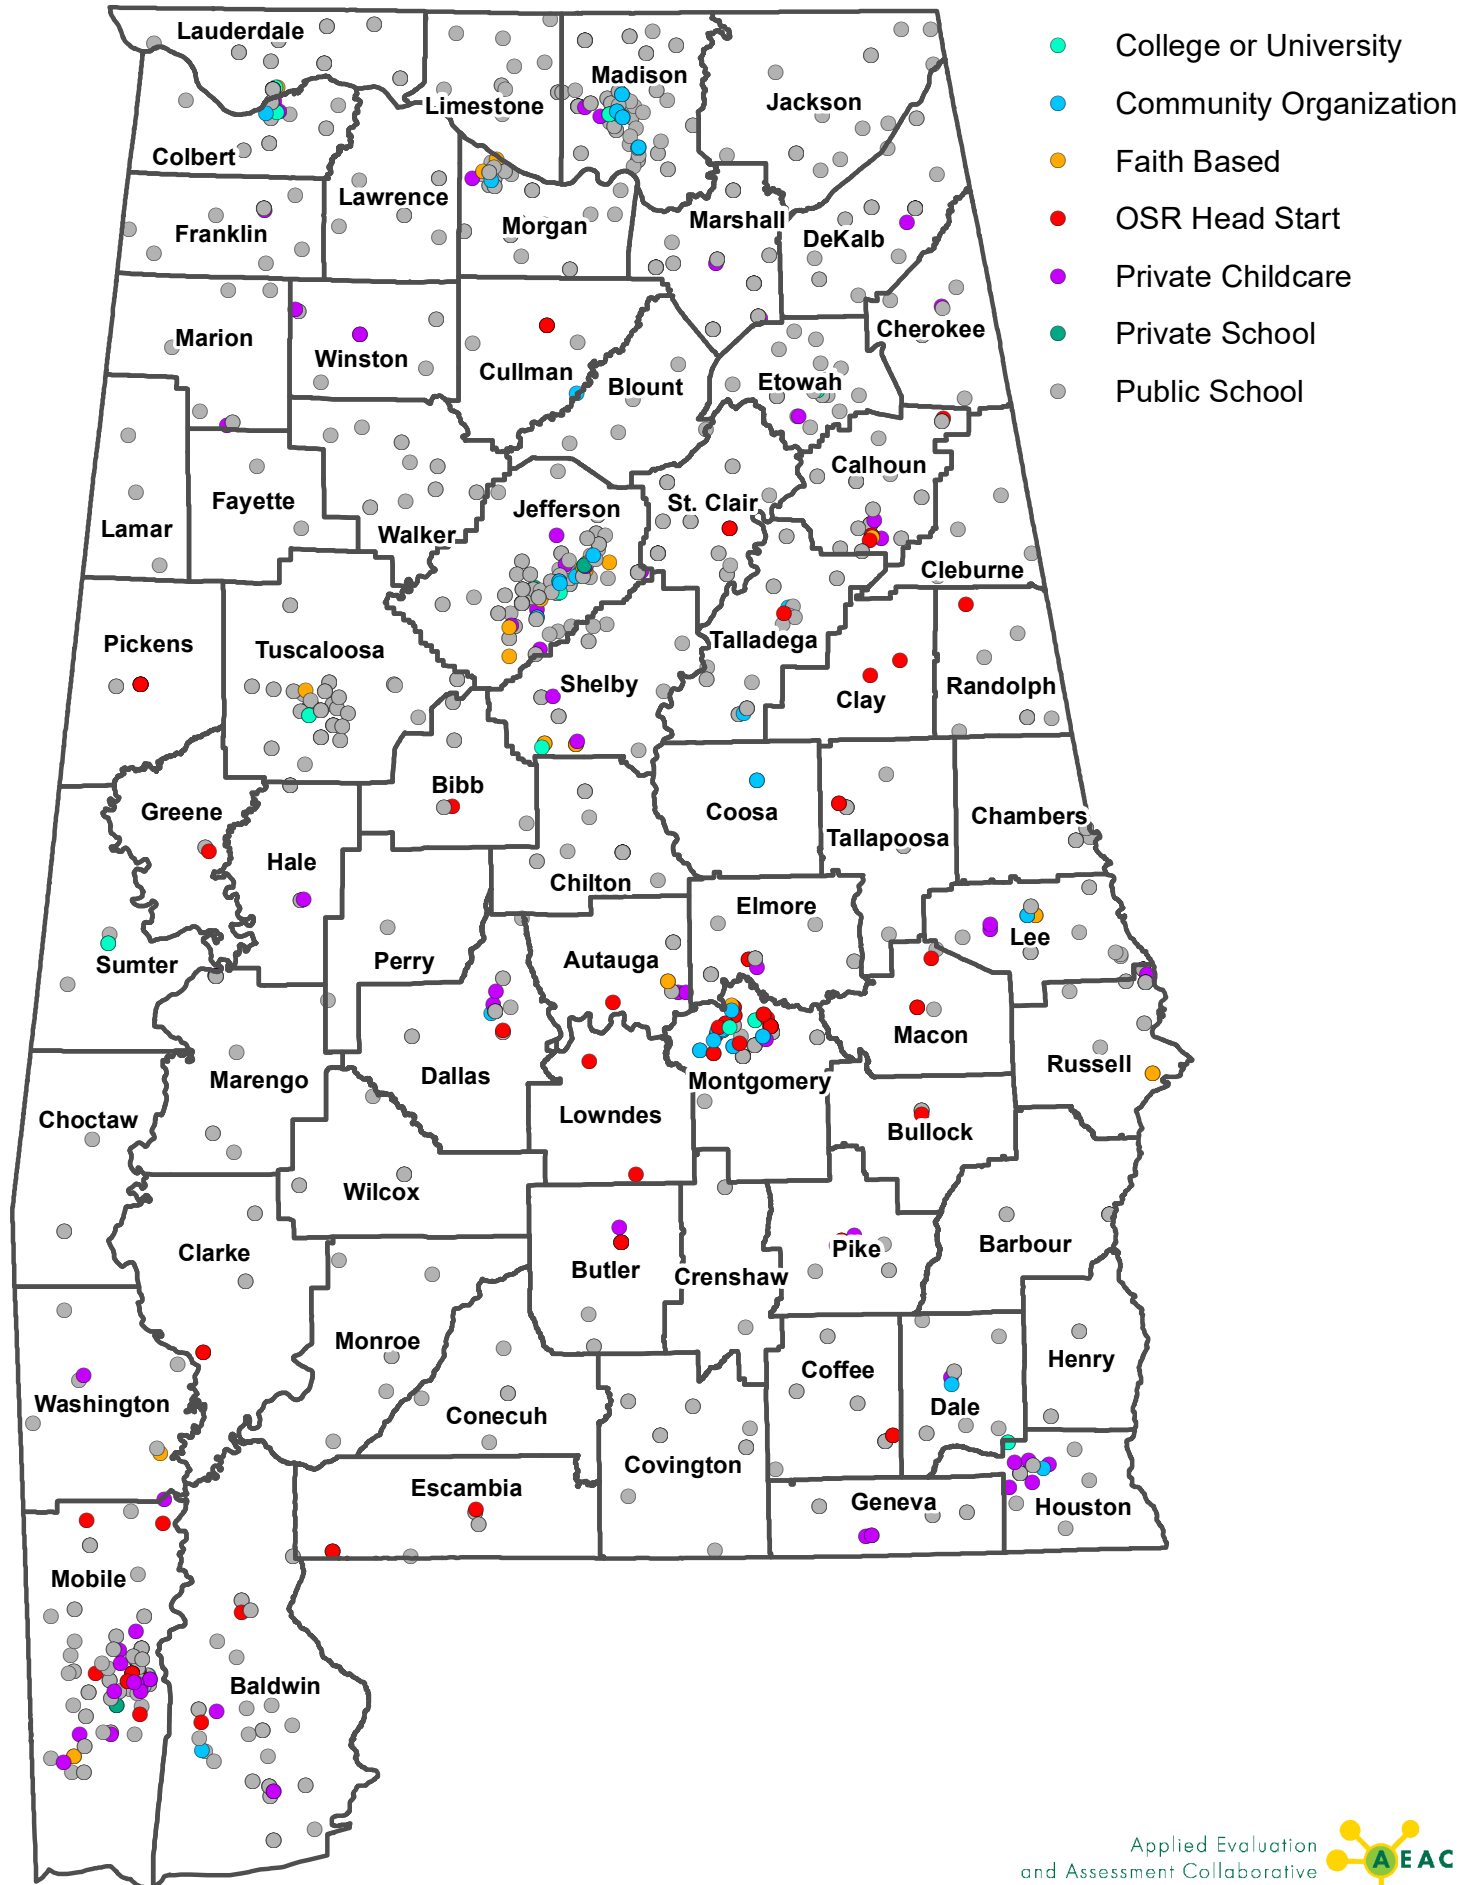 College or University
Community Organization
Faith Based
OSR Head Start
Private Childcare
Private School
Public School
Lauderdale
Madison
Limestone
Jackson
Colbert
Lawrence
Franklin
Morgan
Marshall
DeKalb
Marion
Winston
Cullman
Blount
Etowah
Cherokee
Calhoun
Fayette
Lamar
Walker
Jefferson
St. Clair
Cleburne
Pickens
Tuscaloosa
Talladega
Shelby
Clay
Randolph
Greene
Bibb
Coosa
Tallapoosa
Chambers
Hale
Chilton
Elmore
Lee
Sumter
Perry
Autauga
Macon
Russell
Marengo
Dallas
Montgomery
Choctaw
Lowndes
Bullock
Wilcox
Clarke
Butler
Crenshaw
Pike
Barbour
Monroe
Coffee
Henry
Washington
Conecuh
Dale
Covington
Escambia
Geneva
Houston
Mobile
Baldwin
Applied Evaluation
and Assessment Collaborative
AEAC